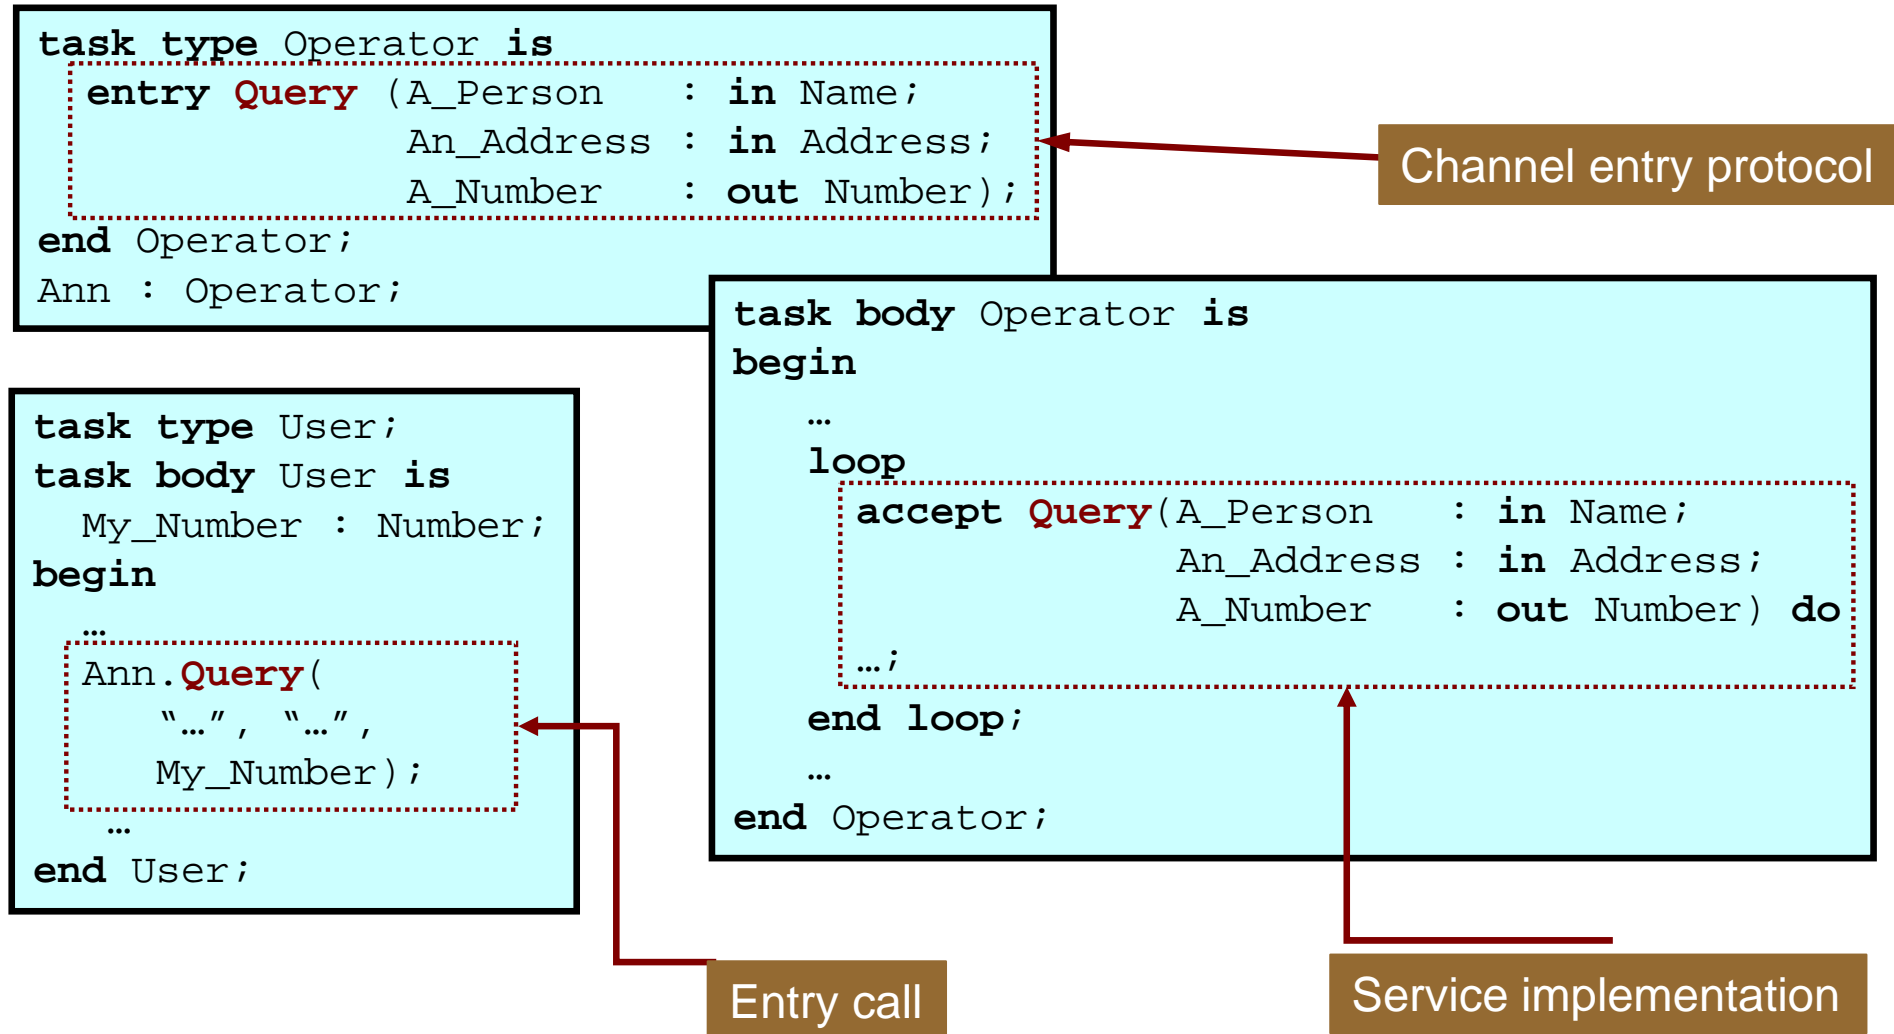 task type Operator is
entry Query (A_Person   : in Name;
An_Address : in Address;
A_Number   : out Number);
end Operator;
Ann : Operator;
Channel entry protocol
task body Operator is
begin
…
loop
accept Query(A_Person   : in Name;
An_Address : in Address;
A_Number   : out Number) do
…;
end loop;
…
end Operator;
task type User;
task body User is
My_Number : Number;
begin
…
Ann.Query(
“…”, “…”,
My_Number);
…
end User;
Entry call
Service implementation